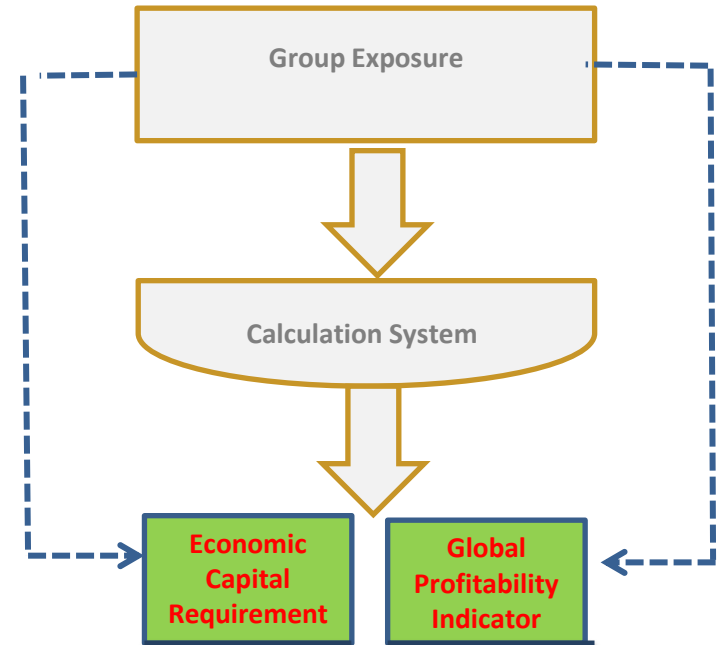 Group Exposure
Calculation System
Economic
Capital
Requirement
Global
Profitability
Indicator